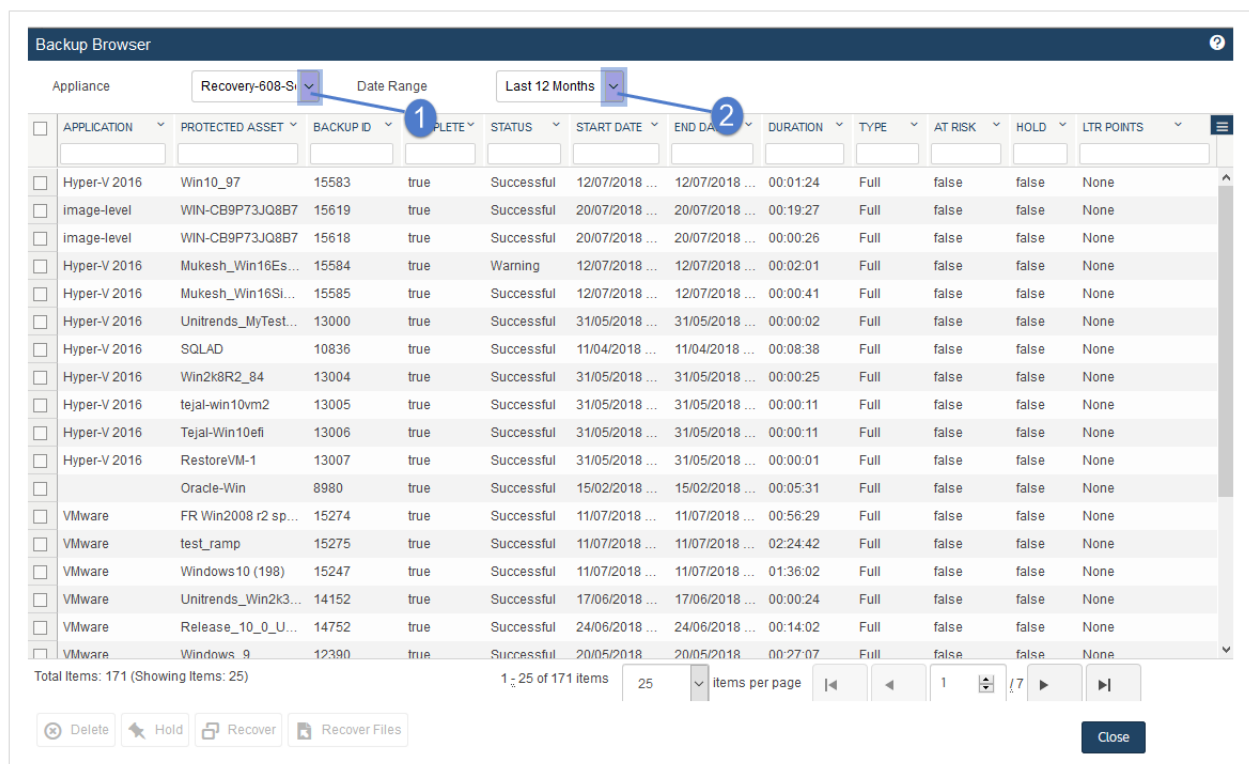 Backup Browser ?
Appliance Recovery-608-S Date Range Last 12 Months
1 2
APPLICATION PROTECTED ASSET BACKUP ID PLETE STATUS START DATE END DA DURATION TYPE AT RISK HOLD LTR POINTS
Hyper-V 2016 Win10_97 15583 true Successful 12/07/2018 ... 12/07/2018 ... 00:01:24 Full false false None
image-level WIN-CB9P73JQ8B7 15619 true Successful 20/07/2018 ... 20/07/2018 ... 00:19:27 Full false false None
image-level WIN-CB9P73JQ8B7 15618 true Successful 20/07/2018 ... 20/07/2018 ... 00:00:26 Full false false None
Hyper-V 2016 Mukesh_Win16Es... 15584 true Warning 12/07/2018 ... 12/07/2018 ... 00:02:01 Full false false None
Hyper-V 2016 Mukesh_Win16Si... 15585 true Successful 12/07/2018 ... 12/07/2018 ... 00:00:41 Full false false None
Hyper-V 2016 Unitrends_MyTest... 13000 true Successful 31/05/2018 ... 31/05/2018 ... 00:00:02 Full false false None
Hyper-V 2016 SQLAD 10836 true Successful 11/04/2018 ... 11/04/2018 ... 00:08:38 Full false false None
Hyper-V 2016 Win2k8R2_84 13004 true Successful 31/05/2018 ... 31/05/2018 ... 00:00:25 Full false false None
Hyper-V 2016 tejal-win10vm2 13005 true Successful 31/05/2018 ... 31/05/2018 ... 00:00:11 Full false false None
Hyper-V 2016 Tejal-Win10efi 13006 true Successful 31/05/2018 ... 31/05/2018 ... 00:00:11 Full false false None
Hyper-V 2016 RestoreVM-1 13007 true Successful 31/05/2018 ... 31/05/2018 ... 00:00:01 Full false false None
Oracle-Win 8980 true Successful 15/02/2018 ... 15/02/2018 ... 00:05:31 Full false false None
VMware FR Win2008 r2 sp... 15274 true Successful 11/07/2018 ... 11/07/2018 ... 00:56:29 Full false false None
VMware test_ramp 15275 true Successful 11/07/2018 ... 11/07/2018 ... 02:24:42 Full false false None
VMware Windows10 (198) 15247 true Successful 11/07/2018 ... 11/07/2018 ... 01:36:02 Full false false None
VMware Unitrends_Win2k3... 14152 true Successful 17/06/2018 ... 17/06/2018 ... 00:00:24 Full false false None
VMware Release_10_0_U... 14752 true Successful 24/06/2018 ... 24/06/2018 ... 00:14:02 Full false false None
VMware Windows_9 12390 true Successful 20/05/2018 20/05/2018 00:27:07 Full false false None
Total Items: 171 (Showing Items: 25) 1 - 25 of 171 items 25 items per page 1 / 7
Delete Hold Recover Recover Files Close